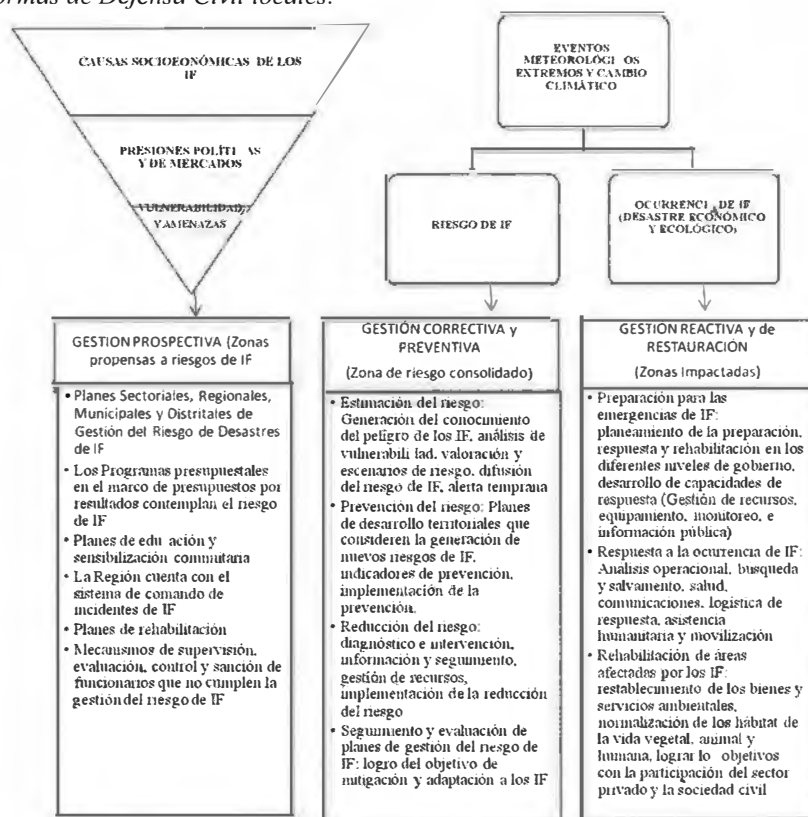 ormas de Defensa Civil locales.
CAUSAS SOCIOECONÓMICAS DE LOS
IF
PRESIONES POLÍTI AS
Y DE MERCADOS
VULNERABILIDAD
Y AMENAZAS
EVENTOS
METEOROLÓGI OS
EXTREMOS Y CAMBIO
CLIMÁTICO
RIESGO DE IF
OCURRENCI DE IF
(DESASTRE ECONÓMICO
Y ECOLÓGICO)
GESTION PROSPECTIVA (Zonas
propensas a riesgos de IF
• Planes Sectoriales, Regionales,
Municipales y Distritales de
Gestión del Riesgo de Desastres
de IF
• Los Programas presupuestales
en el marco de presupuestos por
resultados contemplan el riesgo
de IF
• Planes de edu ación y
sensibilización comunitaria
• La Región cuenta con el
sistema de comando de
incidentes de IF
• Planes de rehabilitación
• Mecanismos de supervisión,
evaluación, control y sanción de
funcionarios que no cumplen la
gestión del riesgo de IF
GESTIÓN CORRECTIVA y
PREVENTIVA
(Zona de riesgo consolidado)
• Estimación del riesgo:
Generación del conocimiento
del peligro de los IF, análisis de
vulnerabili lad, valoración y
escenarios de riesgo, difusión
del riesgo de IF, alerta temprana
• Prevención del riesgo: Planes
de desarrollo territoriales que
consideren la generación de
nuevos riesgos de IF,
indicadores de prevención,
implementación de la
prevención.
• Reducción del riesgo:
diagnóstico e intervención,
información y seguimiento,
gestión de recursos,
implementación de la reducción
del riesgo
• Seguimiento y evaluación de
planes de gestión del riesgo de
IF: logro del objetivo de
mitigación y adaptación a los IF
GESTIÓN REACTIVA y de
RESTAURACIÓN
(Zonas Impactadas)
• Preparación para las
emergencias de IF:
planeamiento de la preparación,
respuesta y rehabilitación en los
diferentes niveles de gobierno,
desarrollo de capacidades de
respuesta (Gestión de recursos,
equipamiento, monitoreo, e
información pública)
• Respuesta a la ocurrencia de IF:
Análisis operacional, busqueda
y salvamento, salud,
comunicaciones, logística de
respuesta, asistencia
humanitaria y movilización
• Rehabilitación de áreas
afectadas por los IF:
restablecimiento de los bienes y
servicios ambientales,
normalización de los hábitat de
la vida vegetal, animal y
humana, lograr lo objetivos
con la participación del sector
privado y la sociedad civil